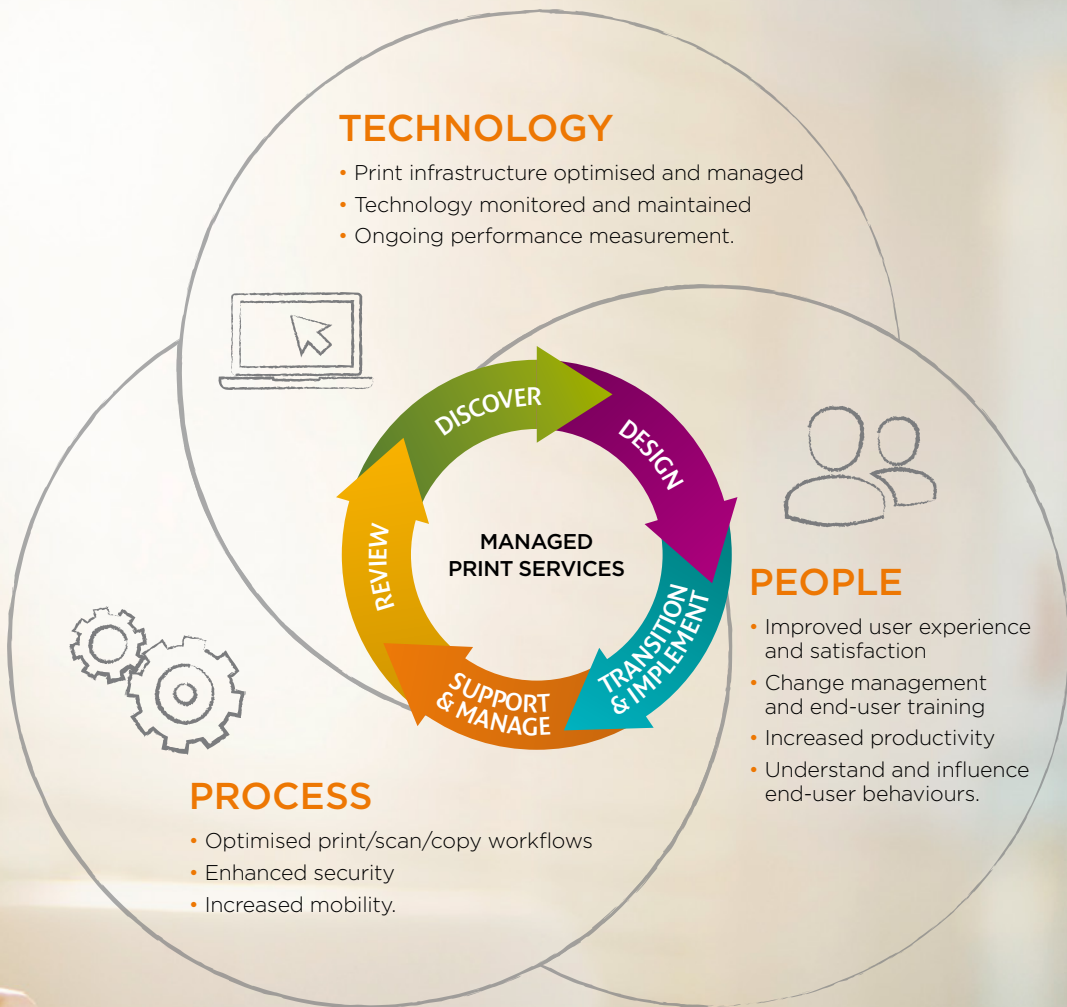 TECHNOLOGY
• Print infrastructure optimised and managed
• Technology monitored and maintained
• Ongoing performance measurement.
DISCOVER
DESIGN
TRANSITION
& IMPLEMENT
SUPPORT
& MANAGE
REVIEW
MANAGED
PRINT SERVICES
PEOPLE
• Improved user experience
and satisfaction
• Change management
and end-user training
• Increased productivity
• Understand and influence
end-user behaviours.
PROCESS
• Optimised print/scan/copy workflows
• Enhanced security
• Increased mobility.